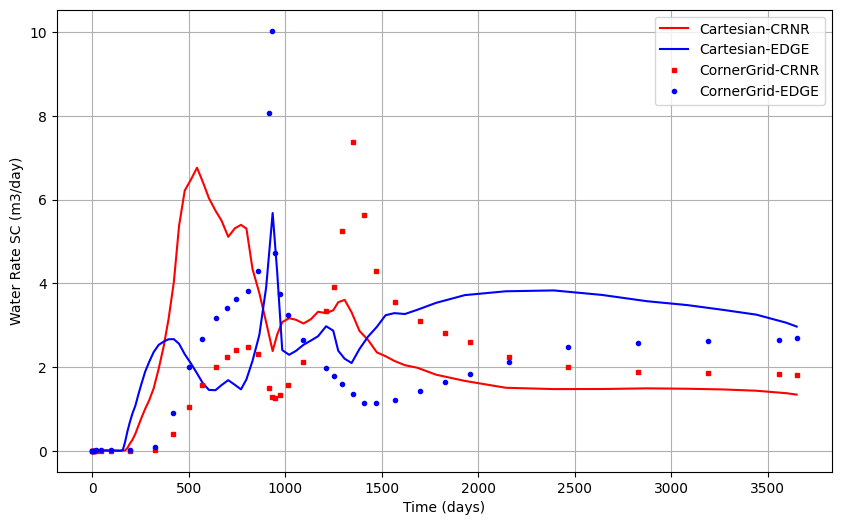 Cartesian-CRNR
Cartesian-EDGE
CornerGrid-CRNR
CornerGrid-EDGE
Water Rate SC (m3/day)
10
8
6
4
2
0
0 500 1000 1500 2000 2500 3000 3500
Time (days)